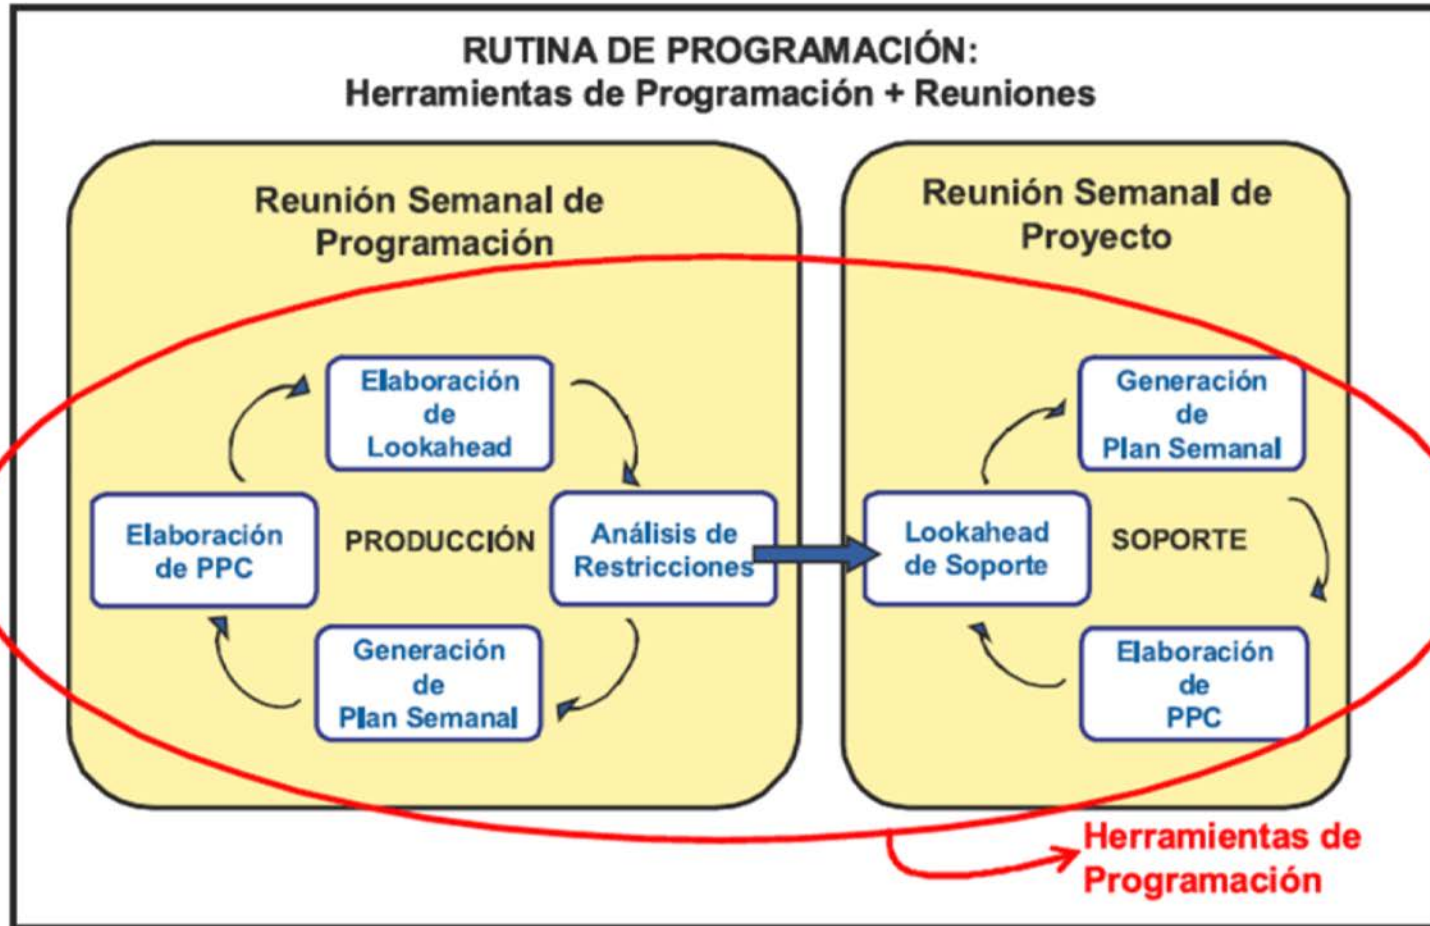 RUTINA DE PROGRAMACIÓN:
Herramientas de Programación + Reuniones
Reunión Semanal de
Programación
Elaboración
de
Lookahead
Elaboración
de PPC
PRODUCCIÓN
Análisis de
Restricciones
Generación
de
Plan Semanal
Reunión Semanal de
Proyecto
Generación
de
Plan Semanal
Lookahead
de Soporte
SOPORTE
Elaboración
de
PPC
Herramientas de
Programación